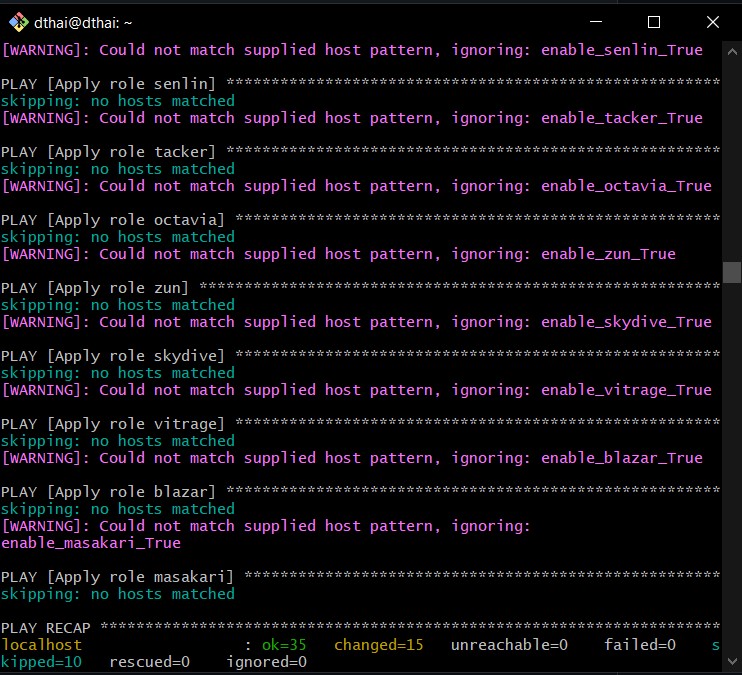 dthai@dthai: ~
[WARNING]: Could not match supplied host pattern, ignoring: enable_senlin_True
PLAY [Apply role senlin] *******************************************************
skipping: no hosts matched
[WARNING]: Could not match supplied host pattern, ignoring: enable_tacker_True
PLAY [Apply role tacker] *******************************************************
skipping: no hosts matched
[WARNING]: Could not match supplied host pattern, ignoring: enable_octavia_True
PLAY [Apply role octavia] ******************************************************
skipping: no hosts matched
[WARNING]: Could not match supplied host pattern, ignoring: enable_zun_True
PLAY [Apply role zun] **********************************************************
skipping: no hosts matched
[WARNING]: Could not match supplied host pattern, ignoring: enable_skydive_True
PLAY [Apply role skydive] ******************************************************
skipping: no hosts matched
[WARNING]: Could not match supplied host pattern, ignoring: enable_vitrage_True
PLAY [Apply role vitrage] ******************************************************
skipping: no hosts matched
[WARNING]: Could not match supplied host pattern, ignoring: enable_blazar_True
PLAY [Apply role blazar] *******************************************************
skipping: no hosts matched
[WARNING]: Could not match supplied host pattern, ignoring:
enable_masakari_True
PLAY [Apply role masakari] *****************************************************
skipping: no hosts matched
PLAY RECAP *********************************************************************
localhost                  : ok=35   changed=15   unreachable=0    failed=0    s
kipped=10   rescued=0    ignored=0